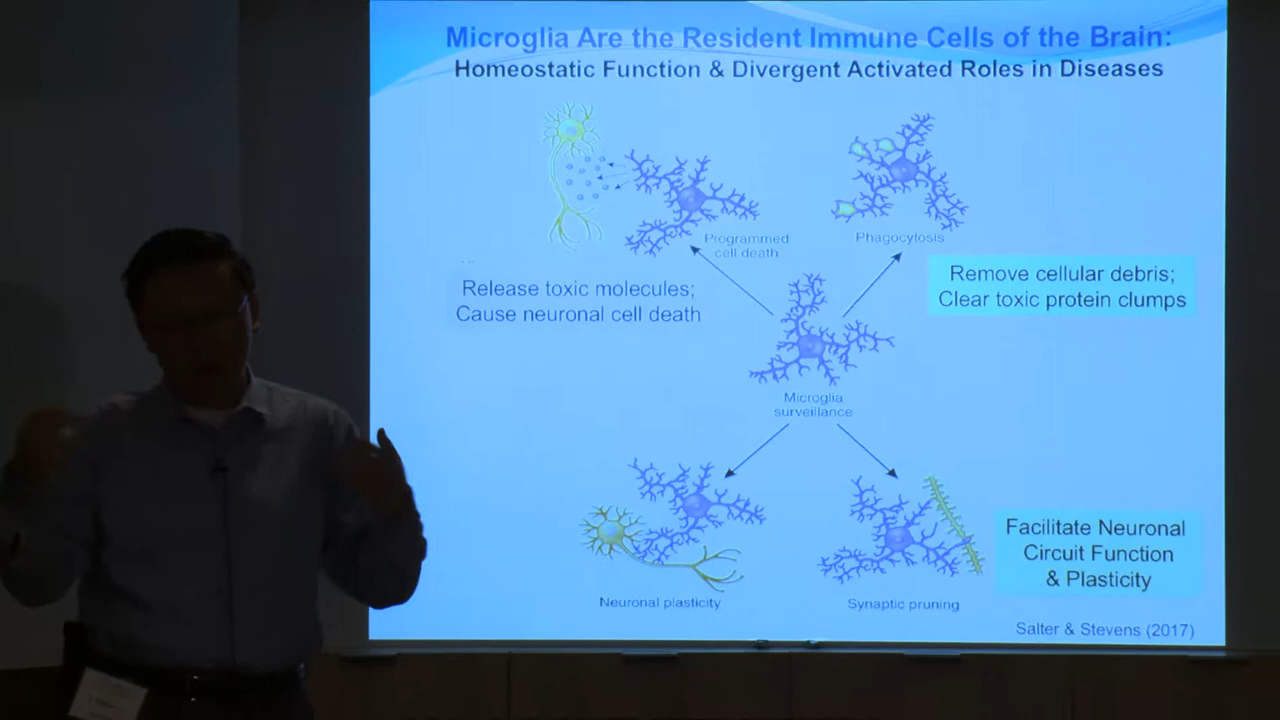 Microglia Are the Resident Immune Cells of the Brain:
Homeostatic Function & Divergent Activated Roles in Diseases
Programmed
cell death
Phagocytosis
Release toxic molecules;
Cause neuronal cell death
Remove cellular debris;
Clear toxic protein clumps
Microglia
surveillance
Neuronal plasticity
Synaptic pruning
Facilitate Neuronal
Circuit Function
& Plasticity
Salter & Stevens (2017)